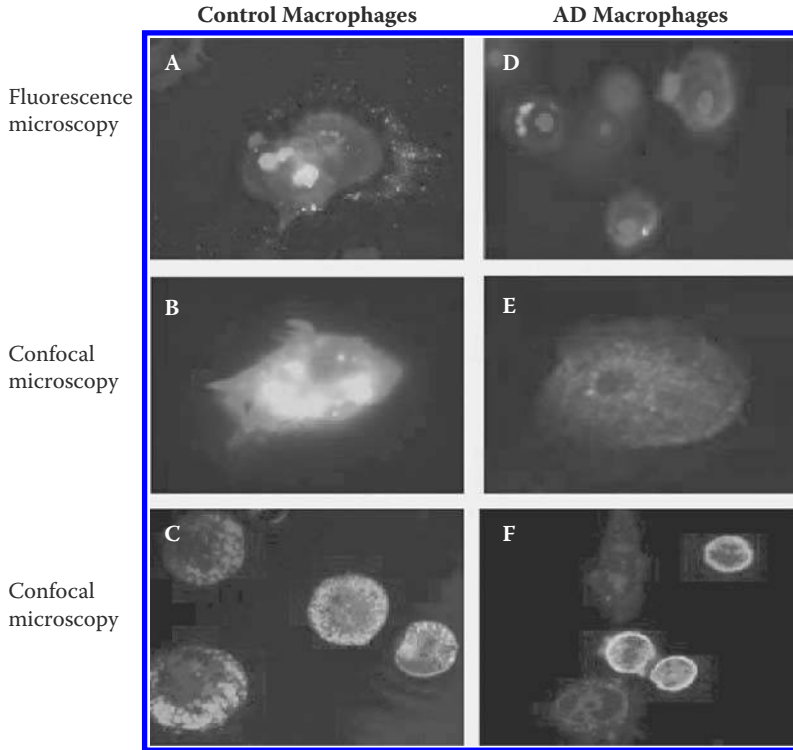 Control Macrophages
AD Macrophages
Fluorescence
microscopy
A
D
Confocal
microscopy
B
E
Confocal
microscopy
C
F